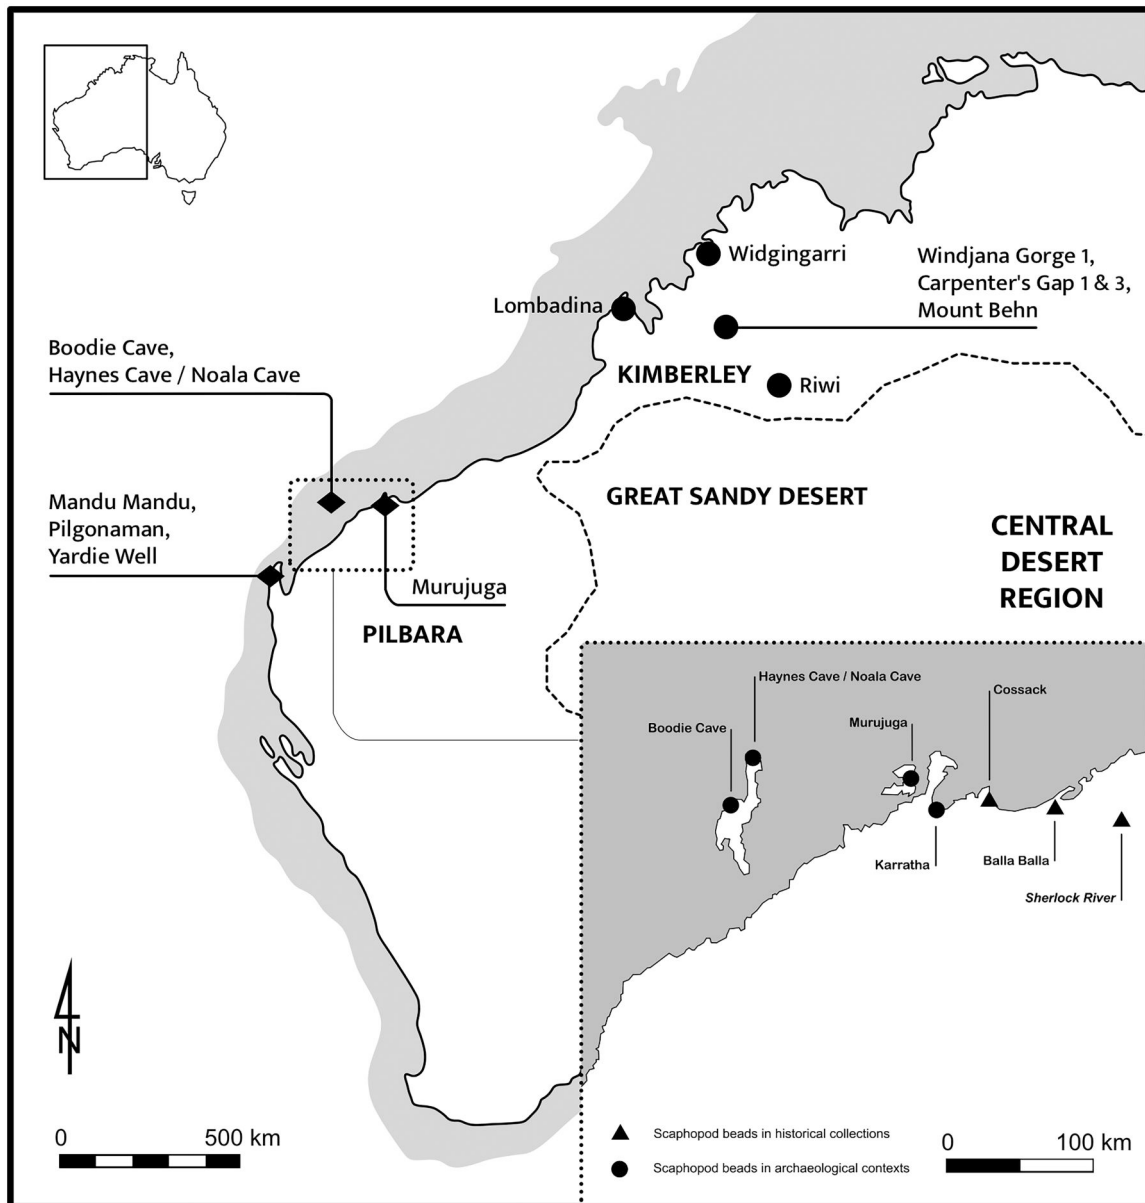 Widgingarri
Windjana Gorge 1,
Carpenter's Gap 1 & 3,
Mount Behn
Lombadina
Boodie Cave,
Haynes Cave / Noala Cave
KIMBERLEY
Riwi
Mandu Mandu,
Pilgonaman,
Yardie Well
GREAT SANDY DESERT
CENTRAL
DESERT
REGION
Murujuga
PILBARA
Haynes Cave / Noala Cave
Cossack
Boodie Cave
Murujuga
Karratha
Balla Balla
Sherlock River
N
0 500 km
Scaphopod beads in historical collections
Scaphopod beads in archaeological contexts
0 100 km